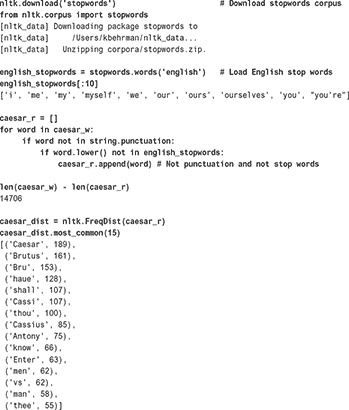 nltk.download('stopwords') # Download stopwords corpus
from nltk.corpus import stopwords
[nltk_data] Downloading package stopwords to
[nltk_data] /Users/kbehrman/nltk_data...
[nltk_data] Unzipping corpora/stopwords.zip.

english_stopwords = stopwords.words('english') # Load English stop words
english_stopwords[:10]
['i', 'me', 'my', 'myself', 'we', 'our', 'ours', 'ourselves', 'you', "you're"]

caesar_r = []
for word in caesar_w:
    if word not in string.punctuation:
        if word.lower() not in english_stopwords:
            caesar_r.append(word) # Not punctuation and not stop words

len(caesar_w) - len(caesar_r)
14706

caesar_dist = nltk.FreqDist(caesar_r)
caesar_dist.most_common(15)
[('Caesar', 189),
 ('Brutus', 161),
 ('Bru', 153),
 ('haue', 128),
 ('shall', 107),
 ('Cassi', 107),
 ('thou', 100),
 ('Cassius', 85),
 ('Antony', 75),
 ('know', 66),
 ('Enter', 63),
 ('men', 62),
 ('vs', 62),
 ('man', 58),
 ('thee', 55)]